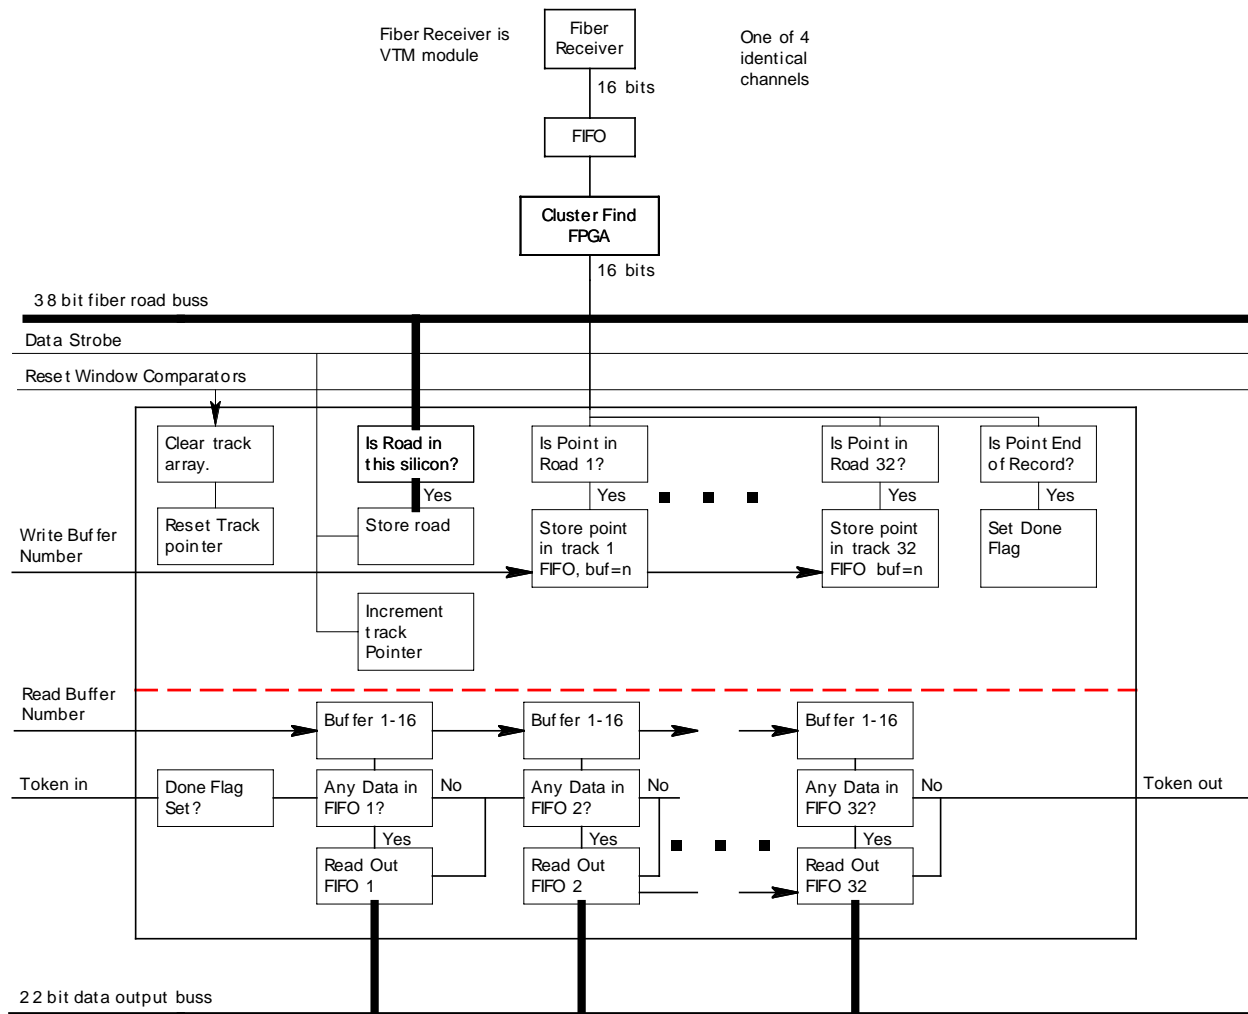 Fiber Receiver is
VTM module
Fiber
Receiver
One of 4
identical
channels
16 bits
FIFO
Cluster Find
FPGA
16 bits
38 bit fiber road buss
Data Strobe
Reset Window Comparators
Clear track
array.
Is Road in
this silicon?
Is Point in
Road 1?
Is Point in
Road 32?
Is Point End
of Record?
Yes
Yes
Yes
Yes
Reset Track
pointer
Store road
Store point
in track 1
FIFO, buf=n
Store point
in track 32
FIFO buf=n
Set Done
Flag
Write Buffer
Number
Increment
track
Pointer
Read Buffer
Number
Buffer 1-16
Buffer 1-16
Buffer 1-16
Token in
Done Flag
Set?
Any Data in
FIFO 1?
No
Any Data in
FIFO 2?
No
Any Data in
FIFO 32?
No
Token out
Yes
Yes
Yes
Read Out
FIFO 1
Read Out
FIFO 2
Read Out
FIFO 32
22 bit data output buss